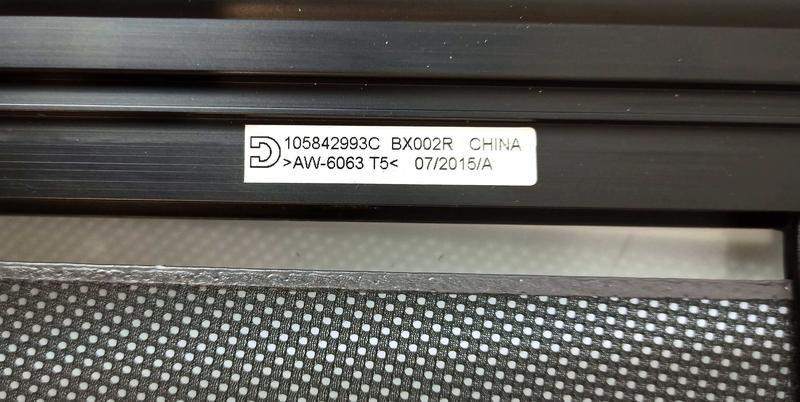 D 105842993C BX002R CHINA
>AW-6063 T5< 07/2015/A